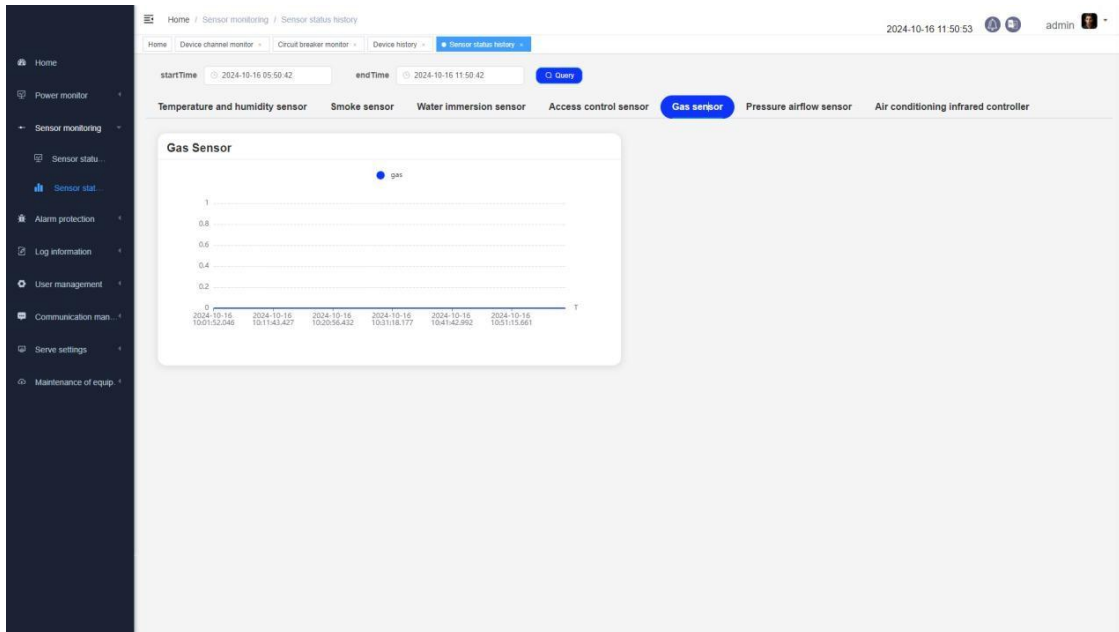 Home / Sensor monitoring / Sensor status history
2024-10-16 11:50:53
admin
Home
Device channel monitor ×
Circuit breaker monitor ×
Device history ×
Sensor status history ×
Home
Power monitor
Sensor monitoring
Sensor statu...
Sensor stat...
Alarm protection
Log information
User management
Communication man...
Serve settings
Maintenance of equip.
startTime 2024-10-16 05:50:42 endTime 2024-10-16 11:50:42 Query
Temperature and humidity sensor Smoke sensor Water immersion sensor Access control sensor Gas sensor Pressure airflow sensor Air conditioning infrared controller
Gas Sensor
gas
1
0.8
0.6
0.4
0.2
0
T
2024-10-16 2024-10-16 2024-10-16 2024-10-16 2024-10-16 2024-10-16
10:01:52.046 10:11:43.427 10:20:56.432 10:31:18.177 10:41:42.992 10:51:15.661